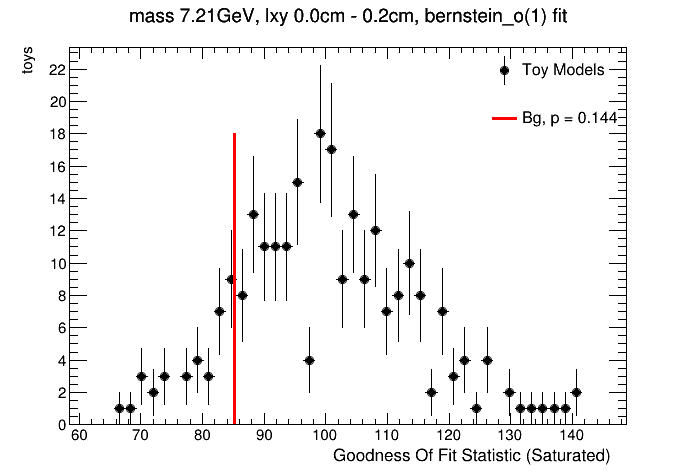 mass 7.21GeV, lxy 0.0cm - 0.2cm, bernstein_o(1) fit
toys
22
20
18
16
14
12
10
8
6
4
2
0
Toy Models
Bg, p = 0.144
60 70 80 90 100 110 120 130 140
Goodness Of Fit Statistic (Saturated)